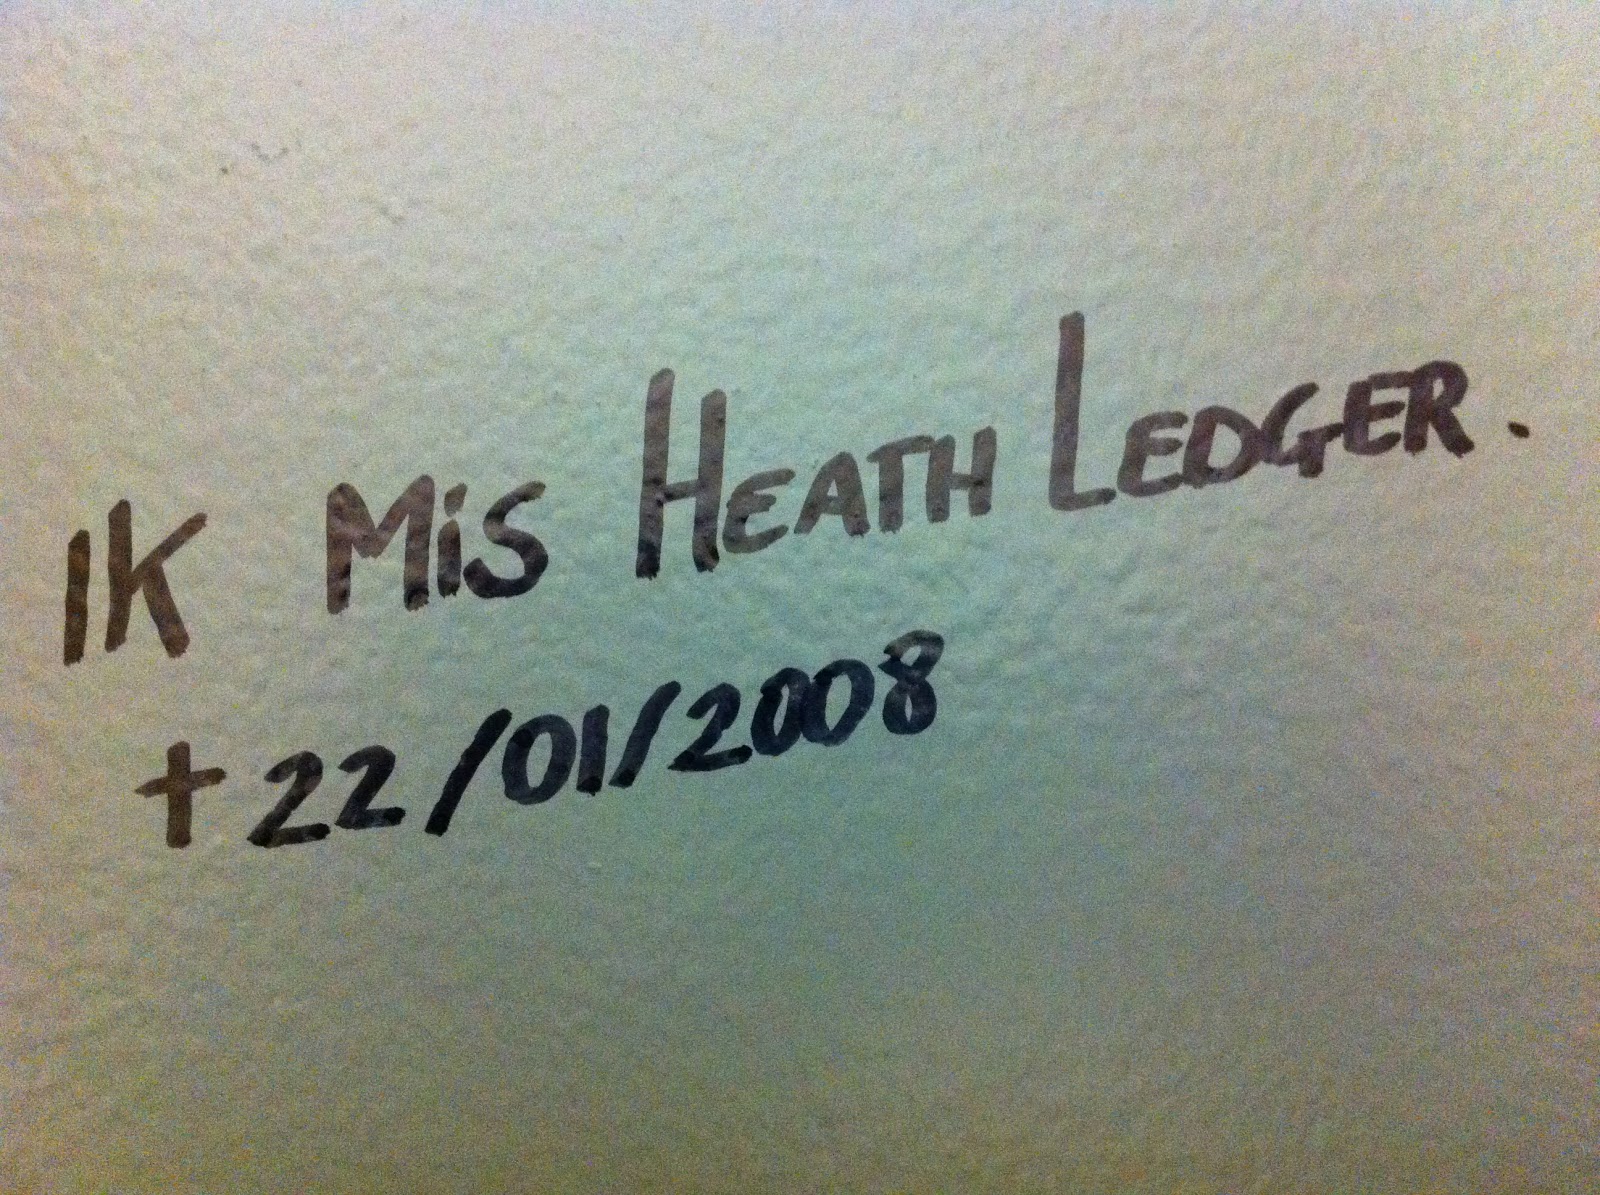 IK MiS HEATH LEDGER.
+ 22/01/2008